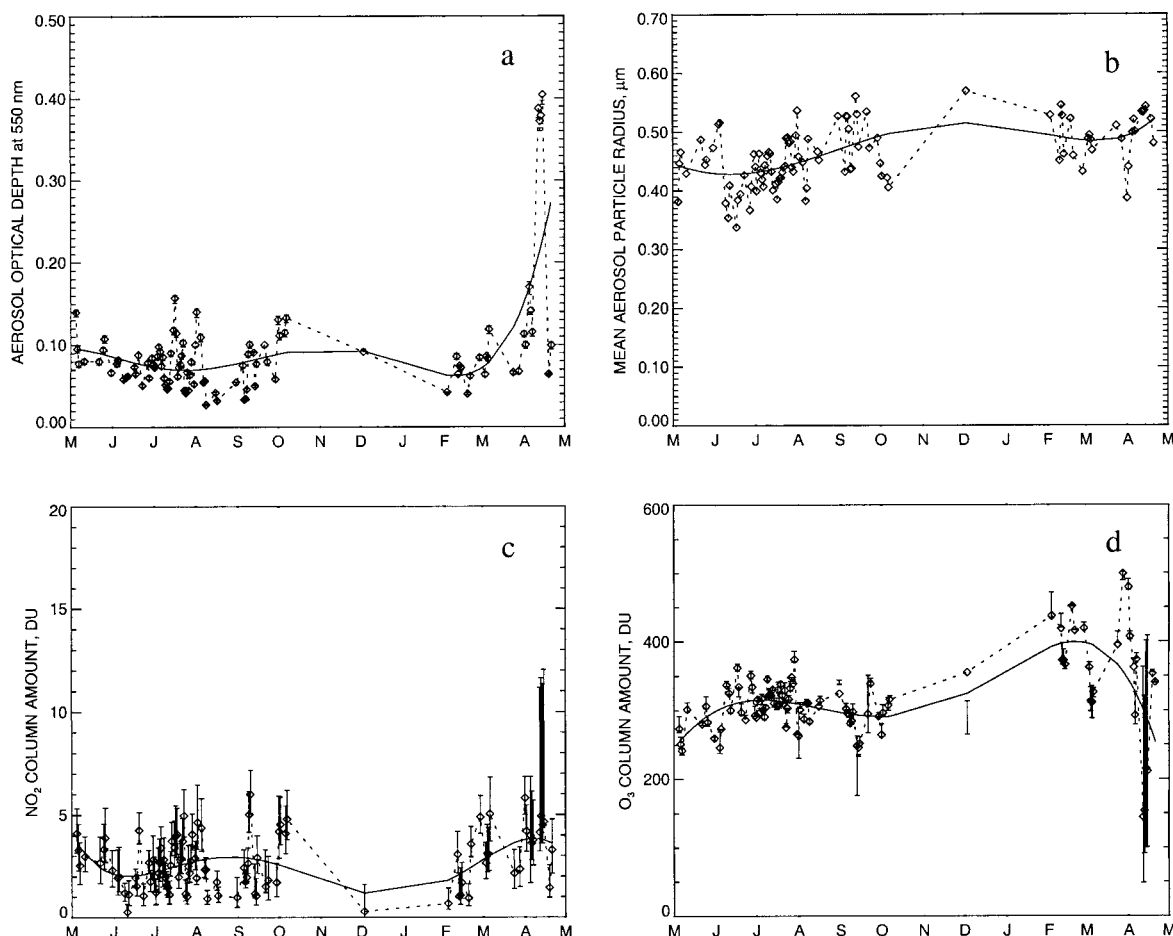 a
AEROSOL OPTICAL DEPTH at 550 nm
0.50
0.40
0.30
0.20
0.10
0.00
M J J A S O N D J F M A M
b
MEAN AEROSOL PARTICLE RADIUS, μm
0.70
0.60
0.50
0.40
0.30
0.20
0.10
0.00
M J J A S O N D J F M A M
c
NO₂ COLUMN AMOUNT, DU
20
15
10
5
0
M J J A S O N D J F M A M
d
O₃ COLUMN AMOUNT, DU
600
400
200
0
M J J A S O N D J F M A M